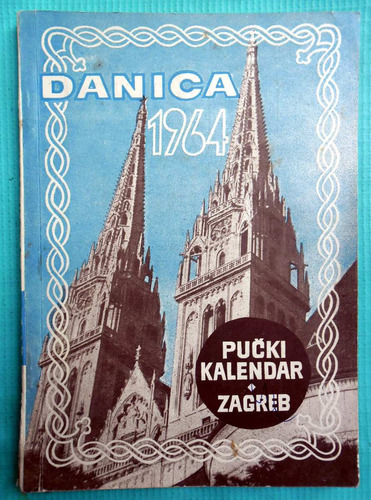 DANICA
1964
PUČKI
KALENDAR
ZAGREB